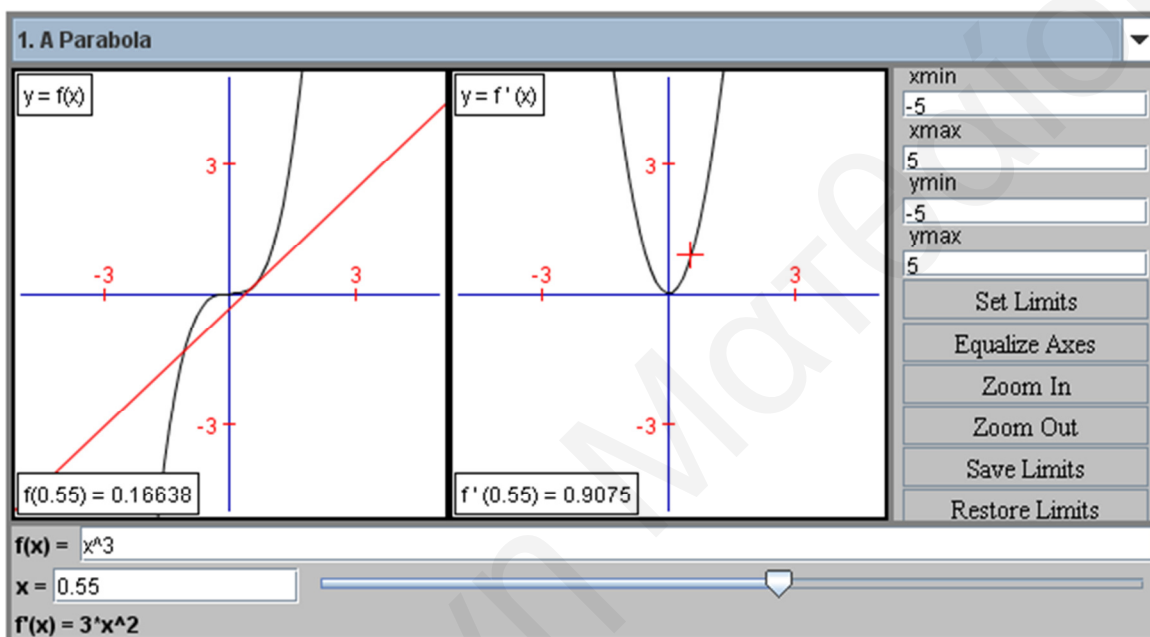 1. A Parabola
y = f(x)
3
-3
3
-3
f(0.55) = 0.16638
y = f ' (x)
3
-3
3
-3
f ' (0.55) = 0.9075
xmin
-5
xmax
5
ymin
-5
ymax
5
Set Limits
Equalize Axes
Zoom In
Zoom Out
Save Limits
Restore Limits
f(x) = x^3
x = 0.55
f'(x) = 3*x^2